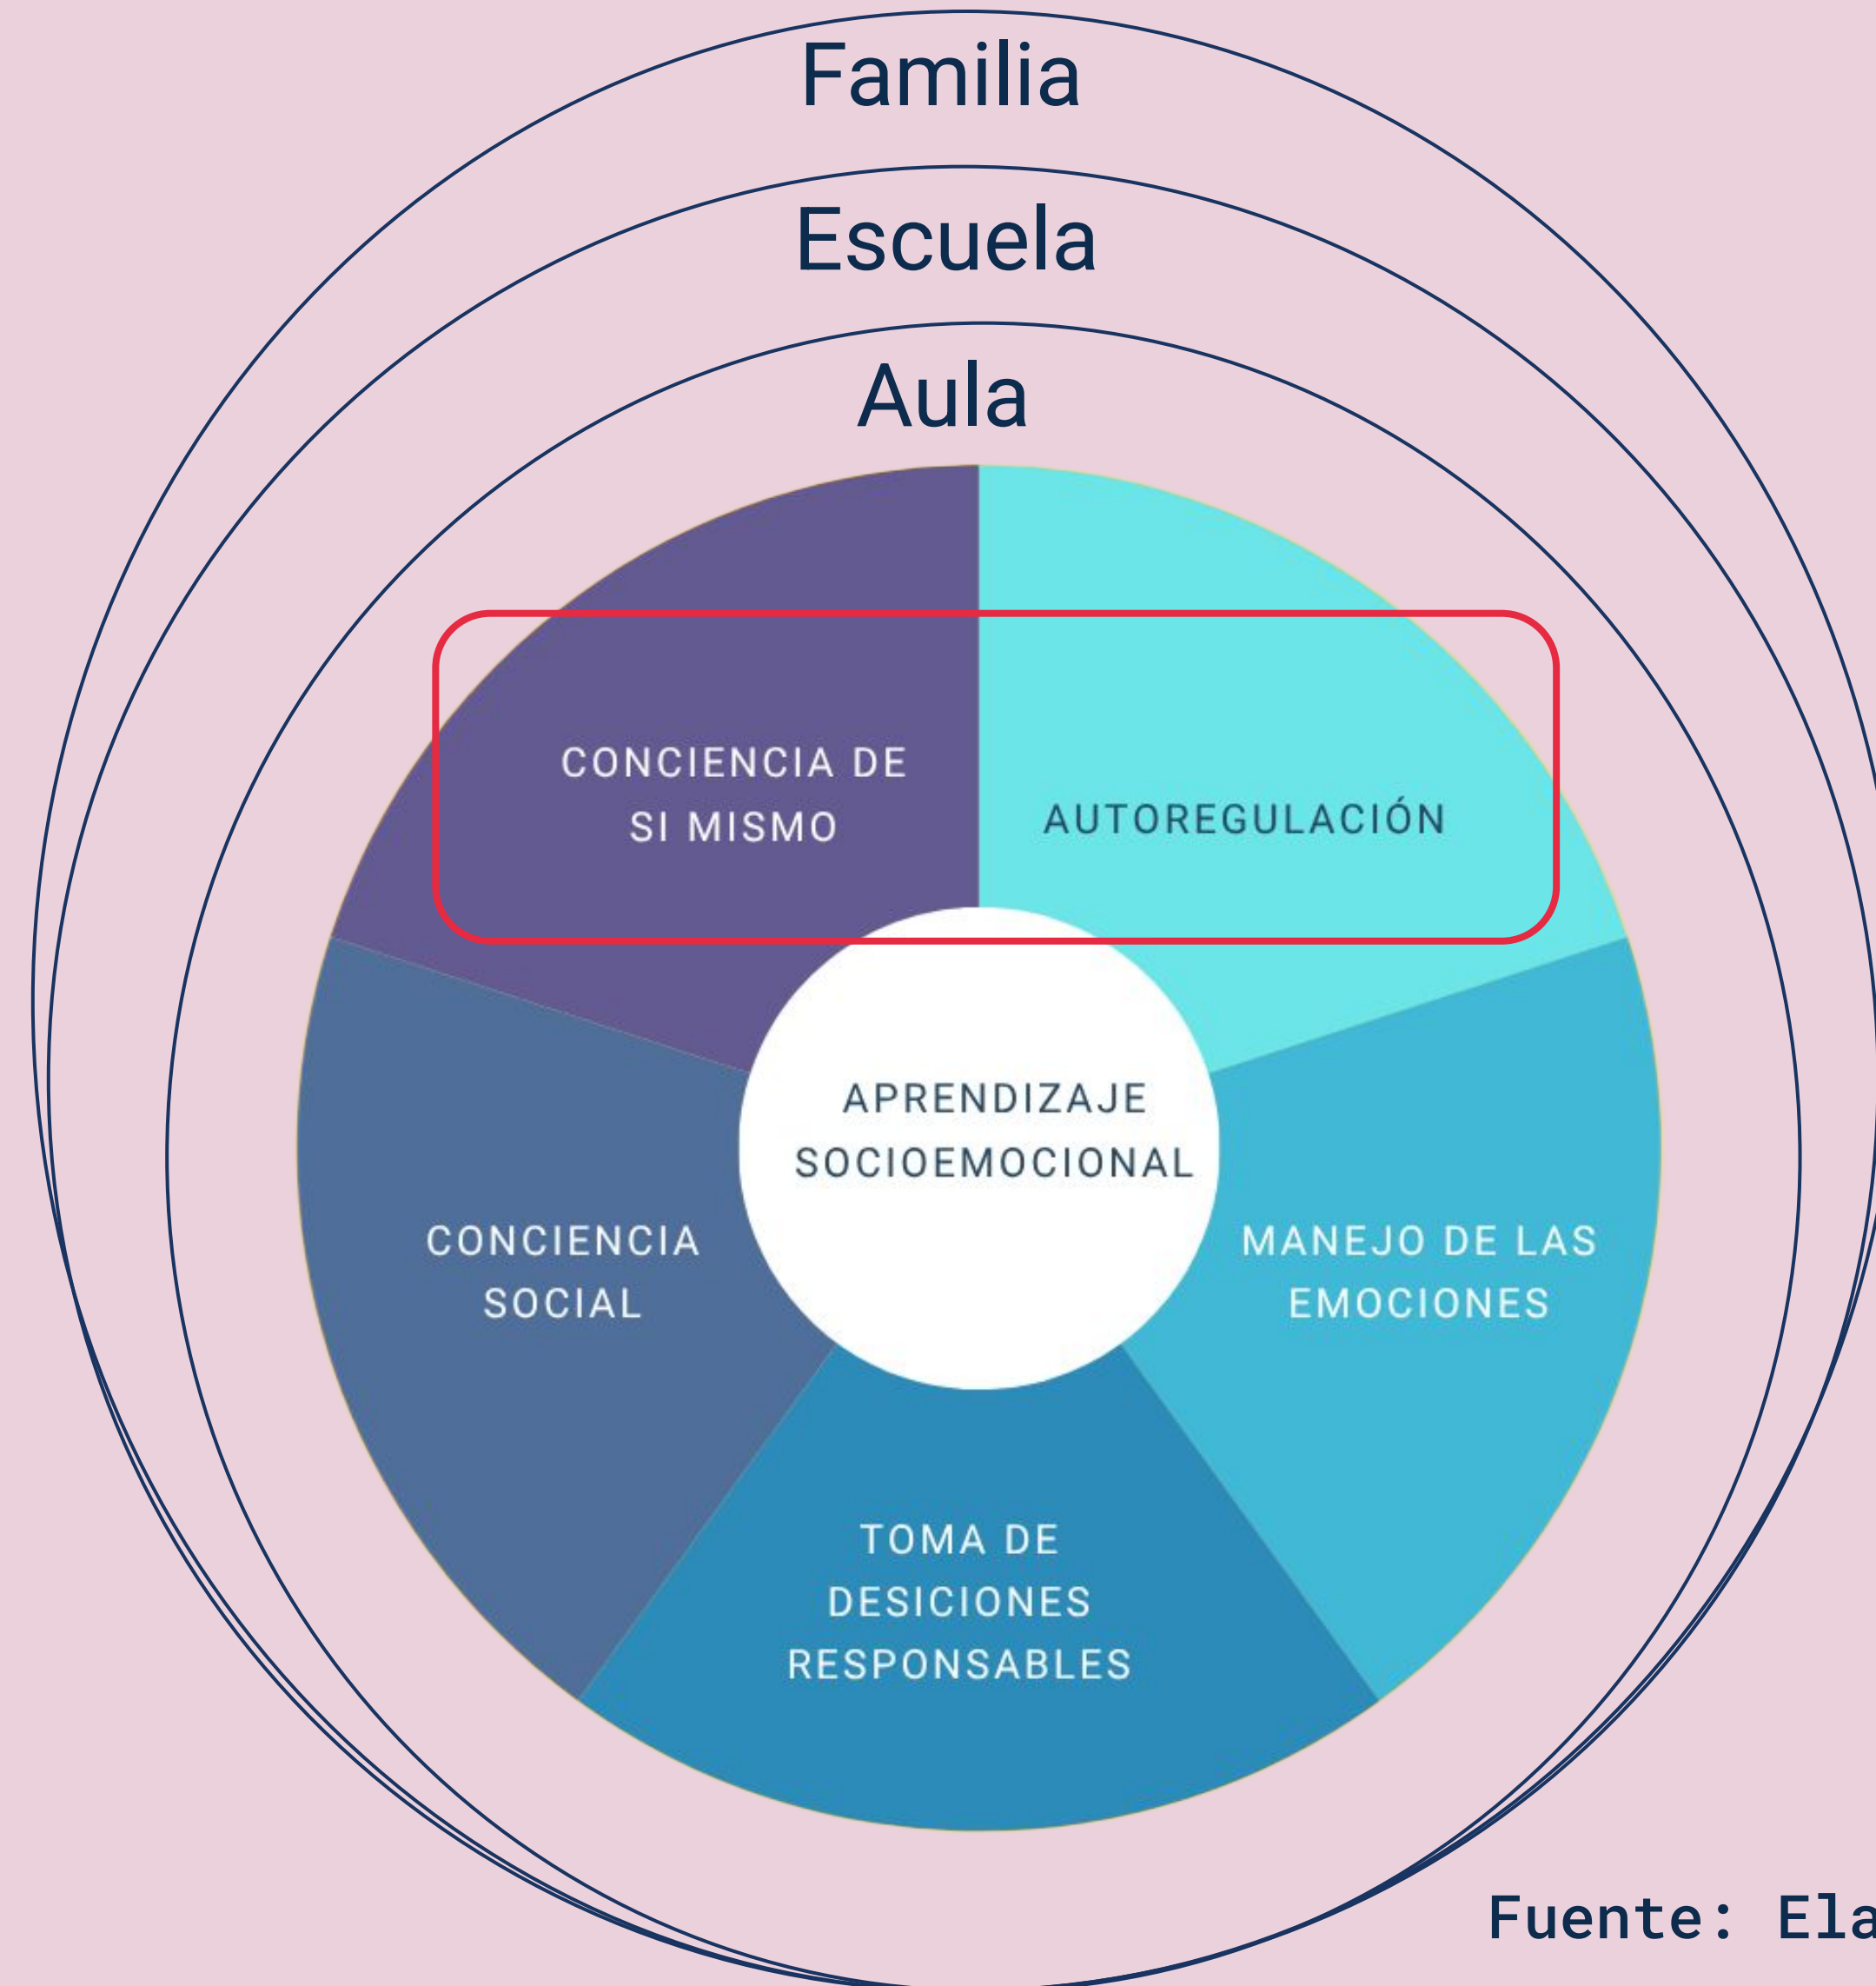 Familia
Escuela
Aula
CONCIENCIA DE
SI MISMO
AUTOREGULACIÓN
APRENDIZAJE
SOCIOEMOCIONAL
CONCIENCIA
SOCIAL
MANEJO DE LAS
EMOCIONES
TOMA DE
DESICIONES
RESPONSABLES
Fuente: Ela